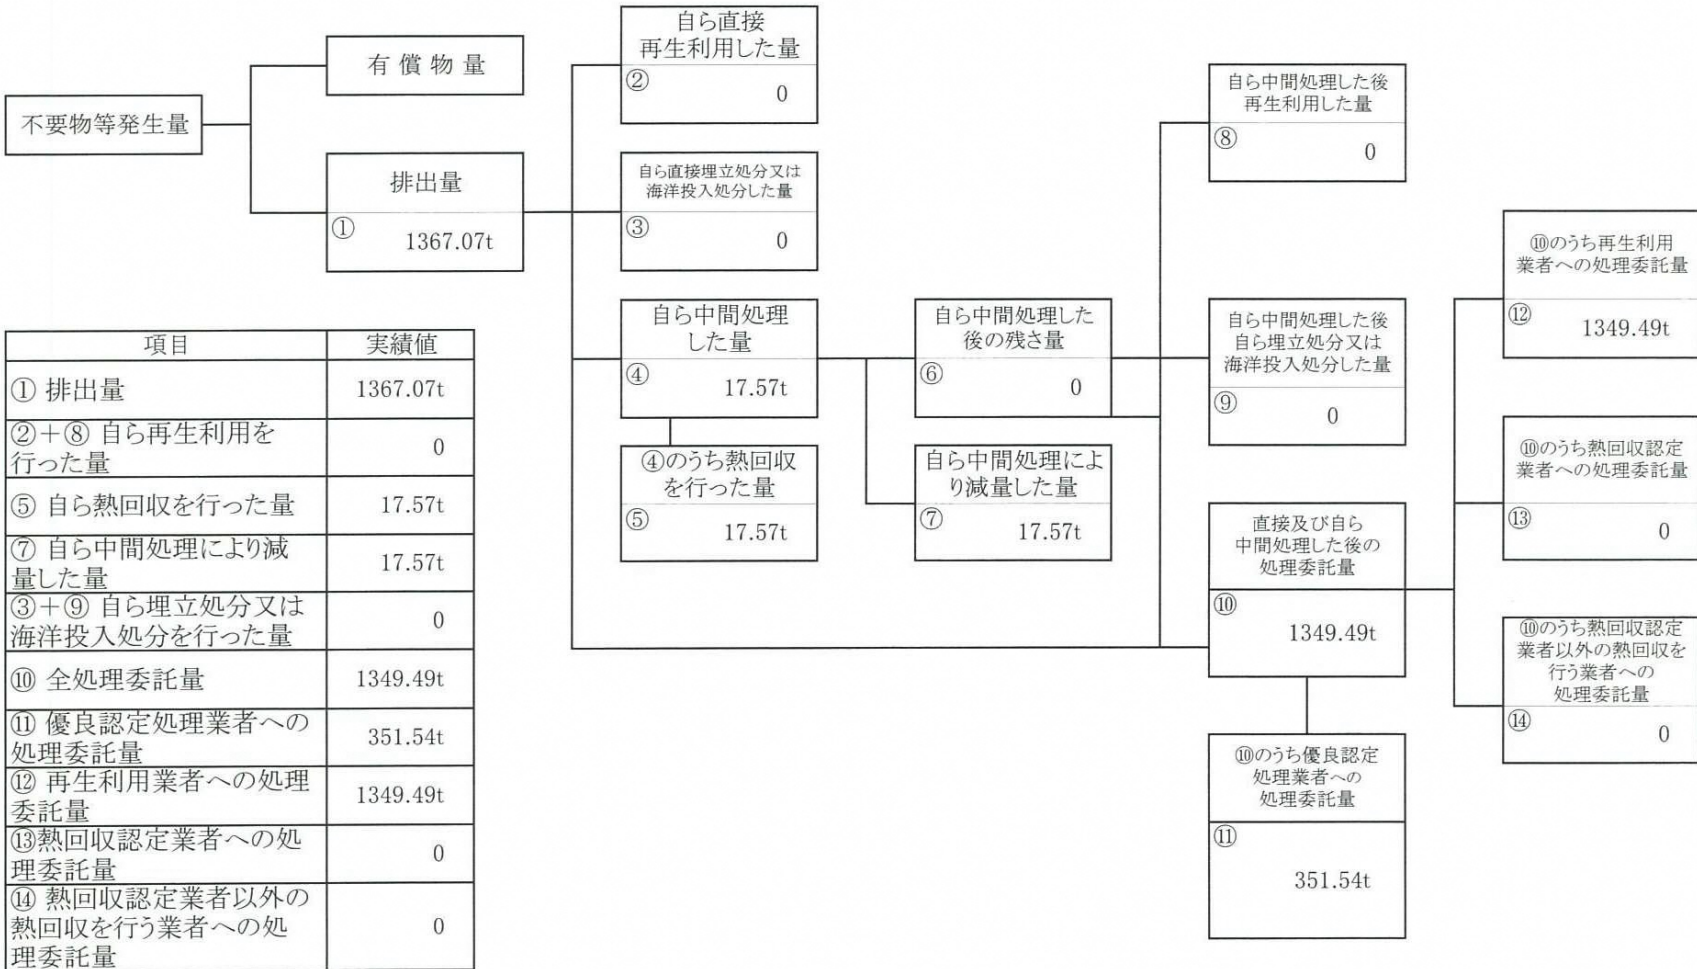 不要物等発生量
有償物量
排出量
① 1367.07t
自ら直接
再生利用した量
② 0
自ら直接埋立処分又は
海洋投入処分した量
③ 0
自ら中間処理
した量
④ 17.57t
④のうち熱回収
を行った量
⑤ 17.57t
自ら中間処理した
後の残さ量
⑥ 0
自ら中間処理によ
り減量した量
⑦ 17.57t
自ら中間処理した後
再生利用した量
⑧ 0
自ら中間処理した後
自ら埋立処分又は
海洋投入処分した量
⑨ 0
直接及び自ら
中間処理した後の
処理委託量
⑩ 1349.49t
⑩のうち優良認定
処理業者への
処理委託量
⑪ 351.54t
⑩のうち再生利用
業者への処理委託量
⑫ 1349.49t
⑩のうち熱回収認定
業者への処理委託量
⑬ 0
⑩のうち熱回収認定
業者以外の熱回収を
行う業者への
処理委託量
⑭ 0
項目 実績値
① 排出量 1367.07t
②+⑧ 自ら再生利用を
行った量 0
⑤ 自ら熱回収を行った量 17.57t
⑦ 自ら中間処理により減
量した量 17.57t
③+⑨ 自ら埋立処分又は
海洋投入処分を行った量 0
⑩ 全処理委託量 1349.49t
⑪ 優良認定処理業者への
処理委託量 351.54t
⑫ 再生利用業者への処理
委託量 1349.49t
⑬熱回収認定業者への処
理委託量 0
⑭ 熱回収認定業者以外の
熱回収を行う業者への処
理委託量 0